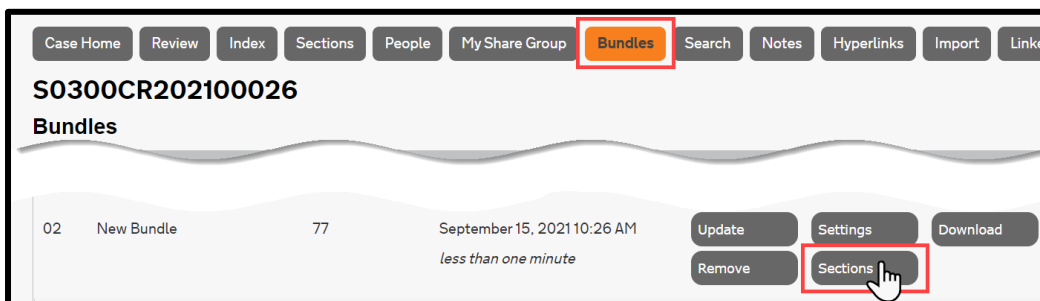 Case Home Review Index Sections People My Share Group Bundles Search Notes Hyperlinks Import Linke
S0300CR202100026
Bundles
02 New Bundle 77 September 15, 2021 10:26 AM Update Settings Download
less than one minute Remove Sections